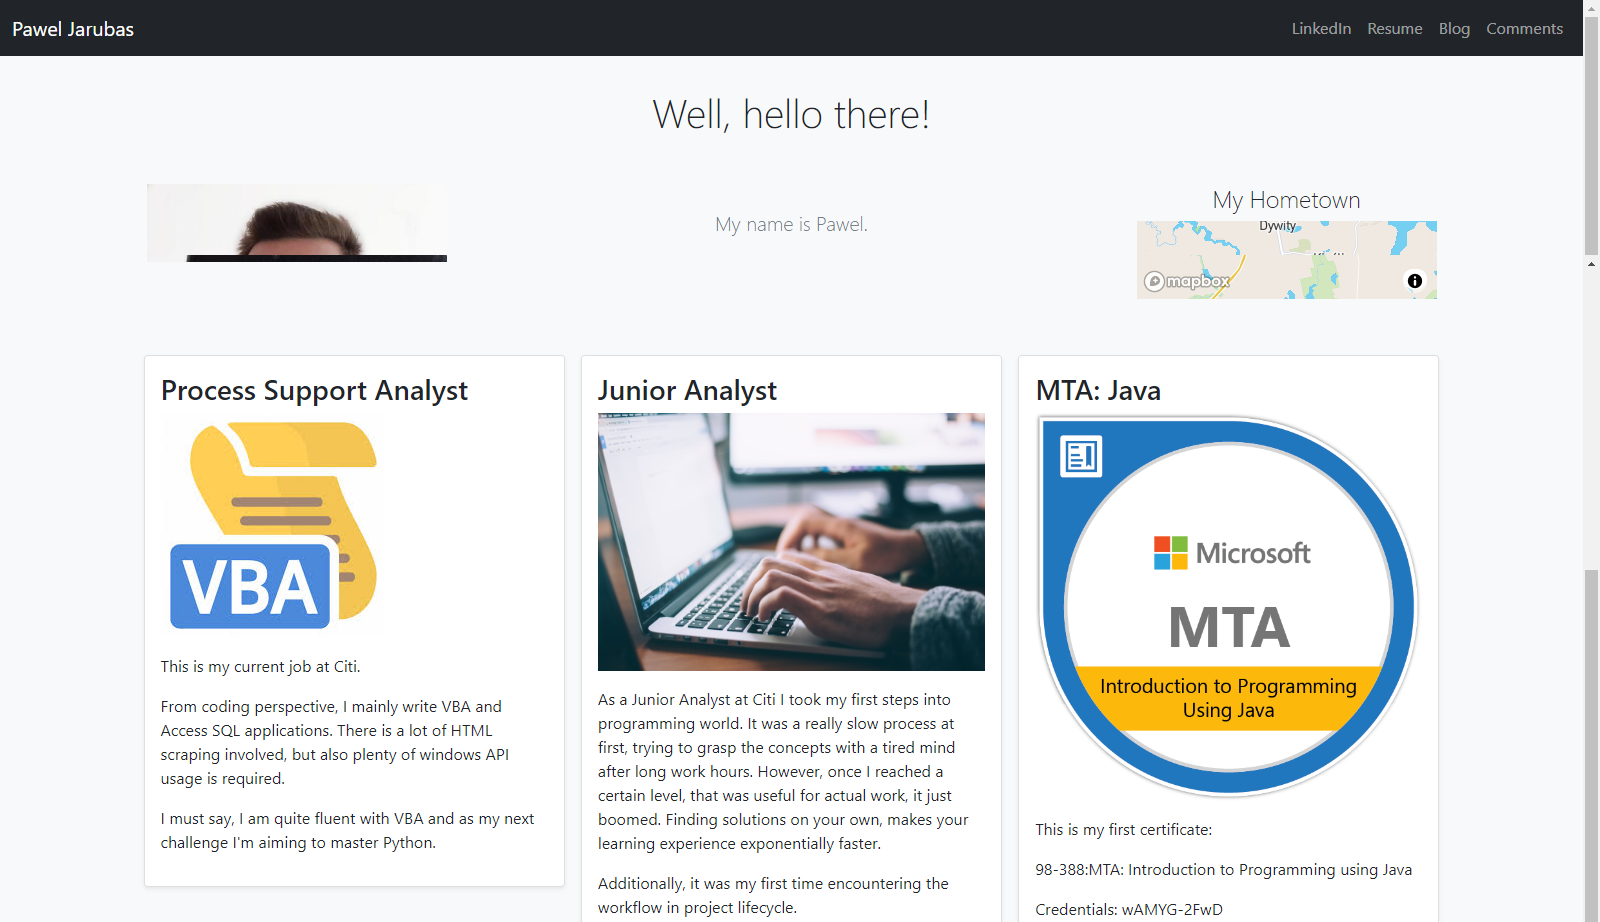 Pawel Jarubas
LinkedIn Resume Blog Comments
Well, hello there!
My name is Pawel.
My Hometown
Dywity
mapbox
Process Support Analyst
VBA
This is my current job at Citi.
From coding perspective, I mainly write VBA and
Access SQL applications. There is a lot of HTML
scraping involved, but also plenty of windows API
usage is required.
I must say, I am quite fluent with VBA and as my next
challenge I'm aiming to master Python.
Junior Analyst
As a Junior Analyst at Citi I took my first steps into
programming world. It was a really slow process at
first, trying to grasp the concepts with a tired mind
after long work hours. However, once I reached a
certain level, that was useful for actual work, it just
boomed. Finding solutions on your own, makes your
learning experience exponentially faster.
Additionally, it was my first time encountering the
workflow in project lifecycle.
MTA: Java
Microsoft
MTA
Introduction to Programming
Using Java
This is my first certificate:
98-388:MTA: Introduction to Programming using Java
Credentials: wAMYG-2FwD